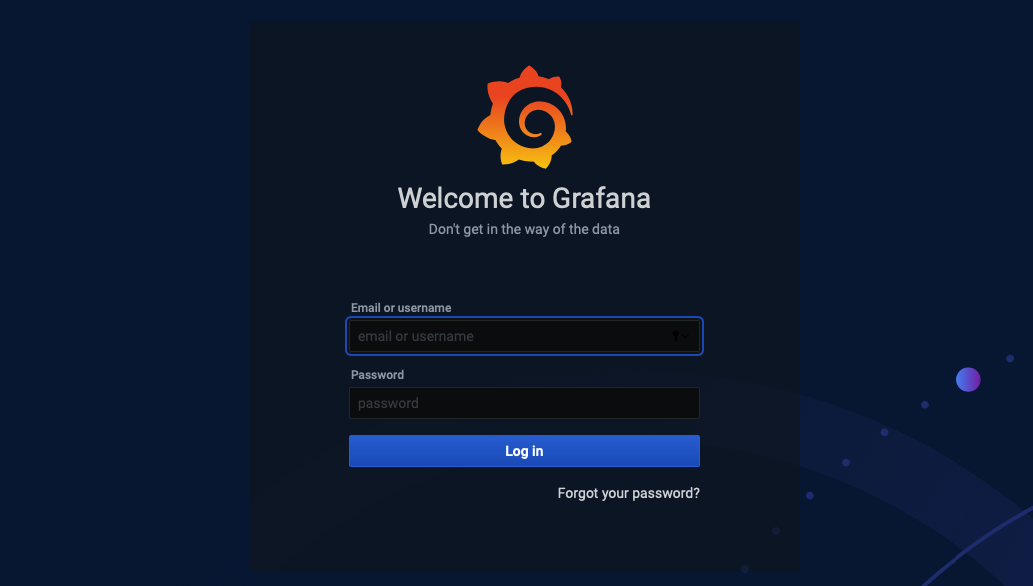 Welcome to Grafana
Don't get in the way of the data
Email or username
email or username
Password
password
Log in
Forgot your password?